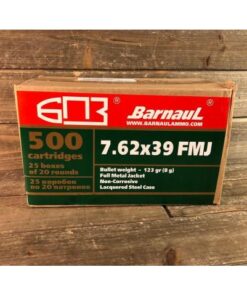 БПЗ®
BARNAUL®
WWW.BARNAULAMMO.COM
500
cartridges
25 boxes
of 20 rounds
25 коробок
по 20 патронов
7.62x39 FMJ
Bullet weight – 123 gr (8 g)
Full Metal Jacket
Non-Corrosive
Lacquered Steel Case